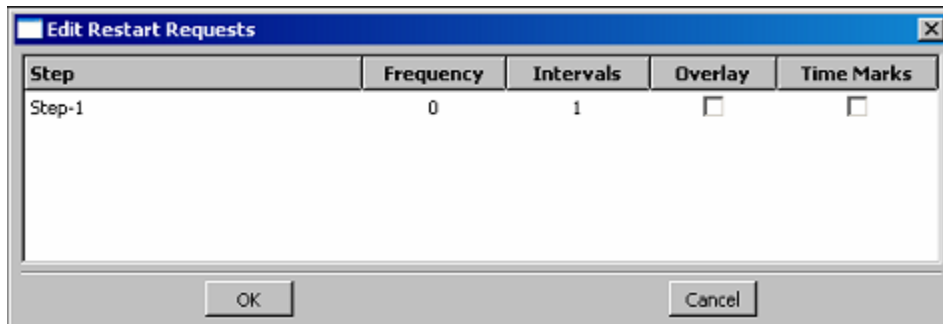 Edit Restart Requests
Step Frequency Intervals Overlay Time Marks
Step-1 0 1
OK Cancel